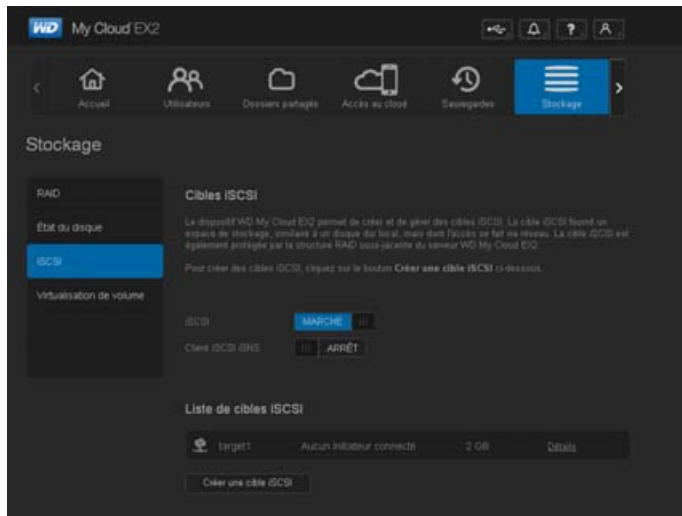 WD My Cloud EX2
Accueil
Utilisateurs
Dossiers partagés
Accès au cloud
Sauvegardes
Stockage
Stockage
RAID
État du disque
iSCSI
Virtualisation de volume
Cibles iSCSI
Le dispositif WD My Cloud EX2 permet de créer et de gérer des cibles iSCSI. La cible iSCSI fournit un
espace de stockage, similaire à un disque dur local, mais dont l'accès se fait via réseau. La cible iSCSI est
également protégée par la structure RAID sous-jacente du serveur WD My Cloud EX2.
Pour créer des cibles iSCSI, cliquez sur le bouton Créer une cible iSCSI ci-dessous.
iSCSI
MARCHE
Client iSCSI iSNS
ARRÊT
Liste de cibles iSCSI
target1 Aucun initiateur connecté 2 GB Détails
Créer une cible iSCSI